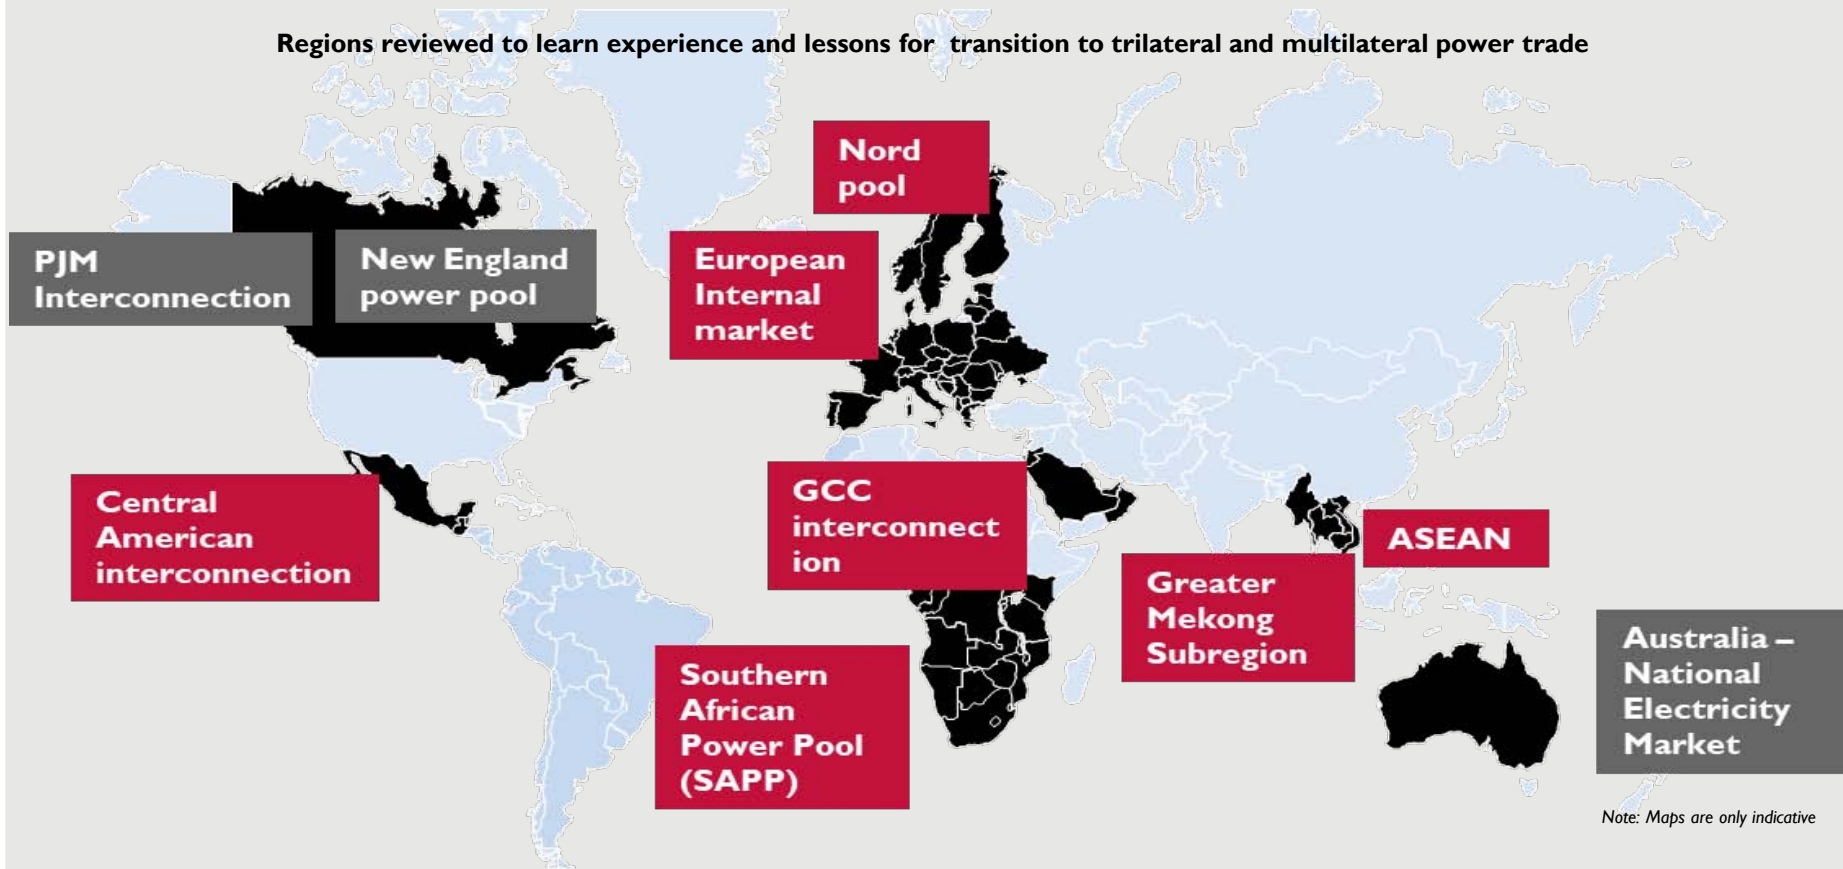 Regions reviewed to learn experience and lessons for transition to trilateral and multilateral power trade
Nord
pool
PJM
Interconnection
New England
power pool
European
Internal
market
Central
American
interconnection
GCC
interconnect
ion
ASEAN
Greater
Mekong
Subregion
Southern
African
Power Pool
(SAPP)
Australia –
National
Electricity
Market
Note: Maps are only indicative